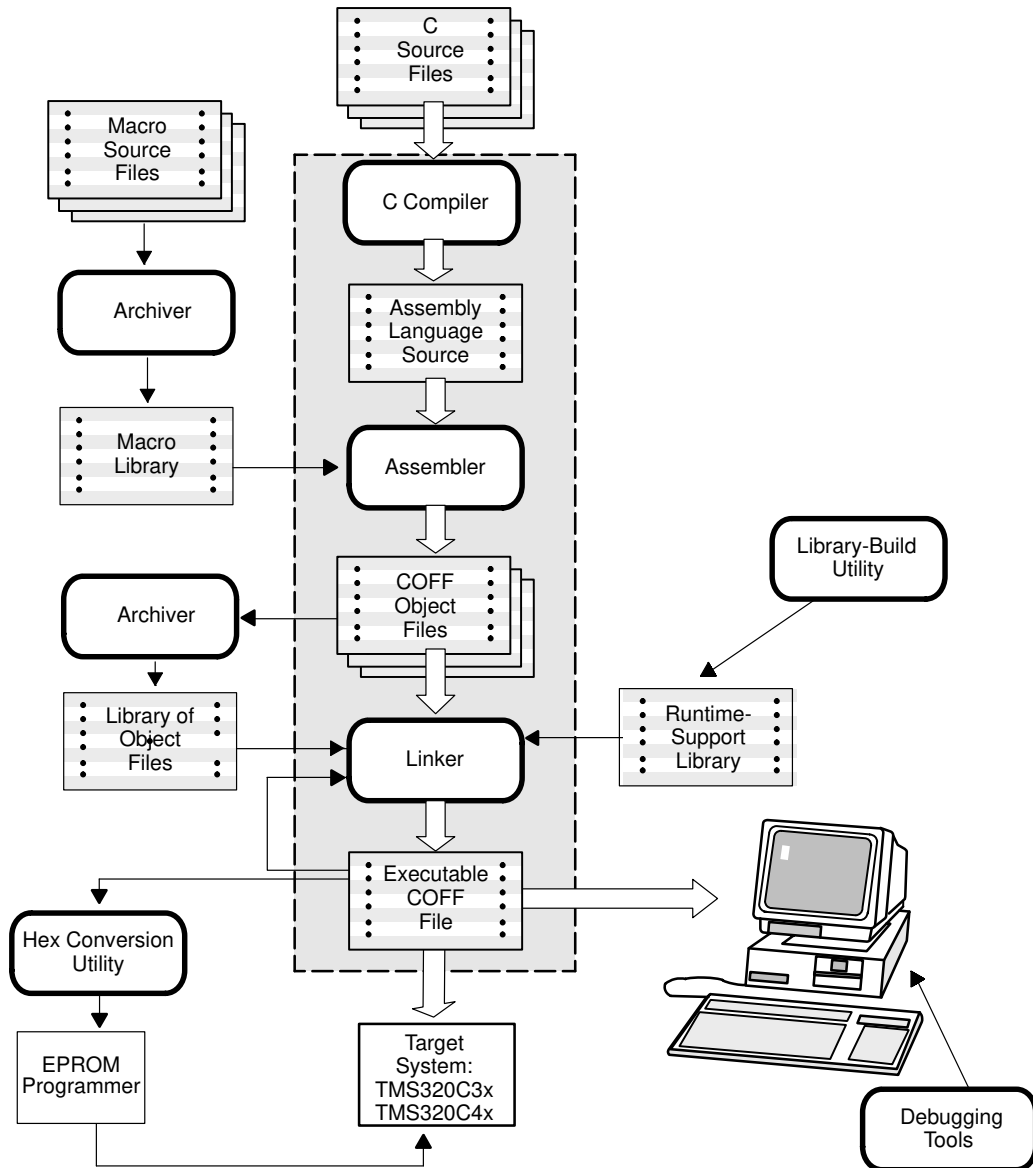 C
Source
Files
Macro
Source
Files
C Compiler
Archiver
Assembly
Language
Source
Macro
Library
Assembler
Library-Build
Utility
COFF
Object
Files
Archiver
Library of
Object
Files
Linker
Runtime-
Support
Library
Executable
COFF
File
Hex Conversion
Utility
EPROM
Programmer
Target
System:
TMS320C3x
TMS320C4x
Debugging
Tools